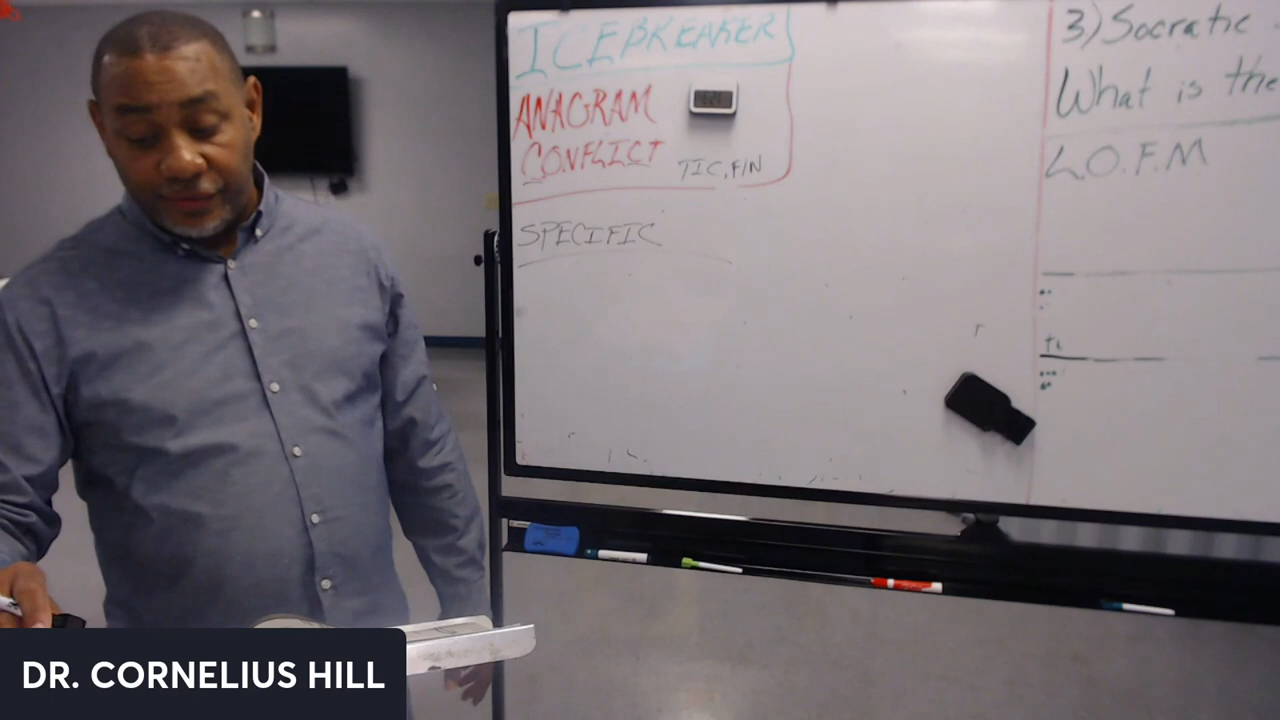 ICEBREAKER
ANAGRAM
CONFLICT TIC, FIN
SPECIFIC
3) Socratic
What is the
L.O.F.M
DR. CORNELIUS HILL